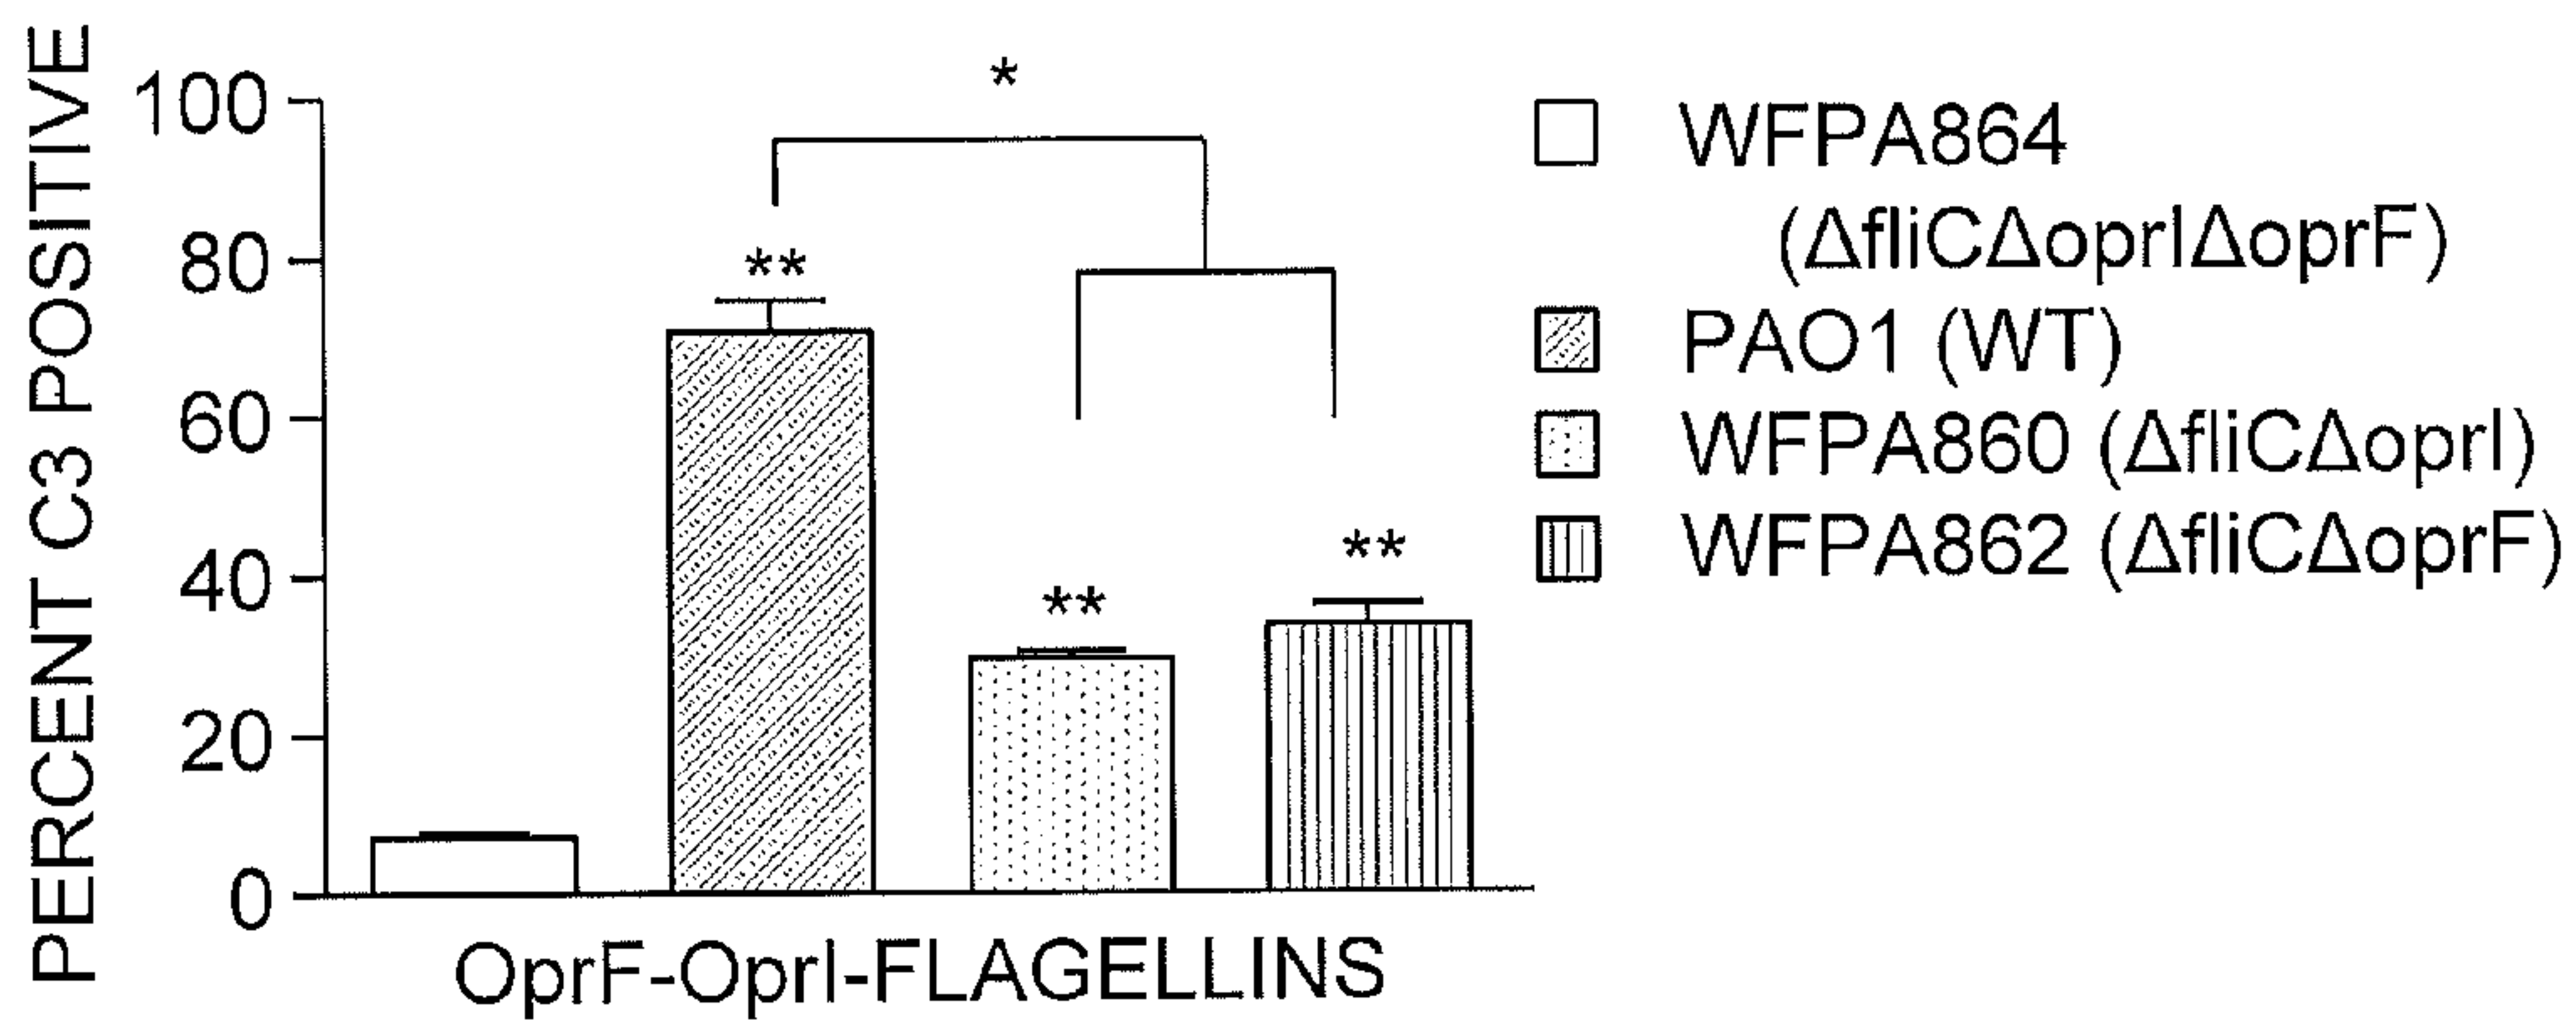 PERCENT C3 POSITIVE
100
80
60
40
20
0
*
**
**
**
OprF-OprI-FLAGELLINS
WFPA864
(ΔfliCΔoprIΔoprF)
PAO1 (WT)
WFPA860 (ΔfliCΔoprI)
WFPA862 (ΔfliCΔoprF)